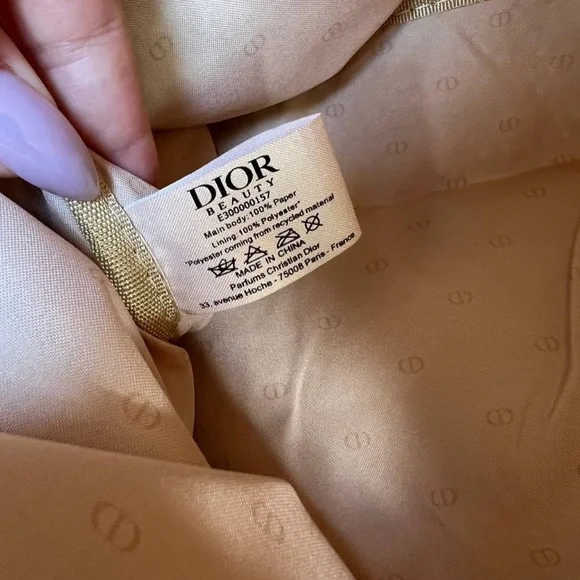 DIOR
BEAUTY
E300000157
Main body: 100% Paper
Lining: 100% Polyester*
*Polyester coming from recycled material
MADE IN CHINA
Parfums Christian Dior
33, avenue Hoche - 75008 Paris - France